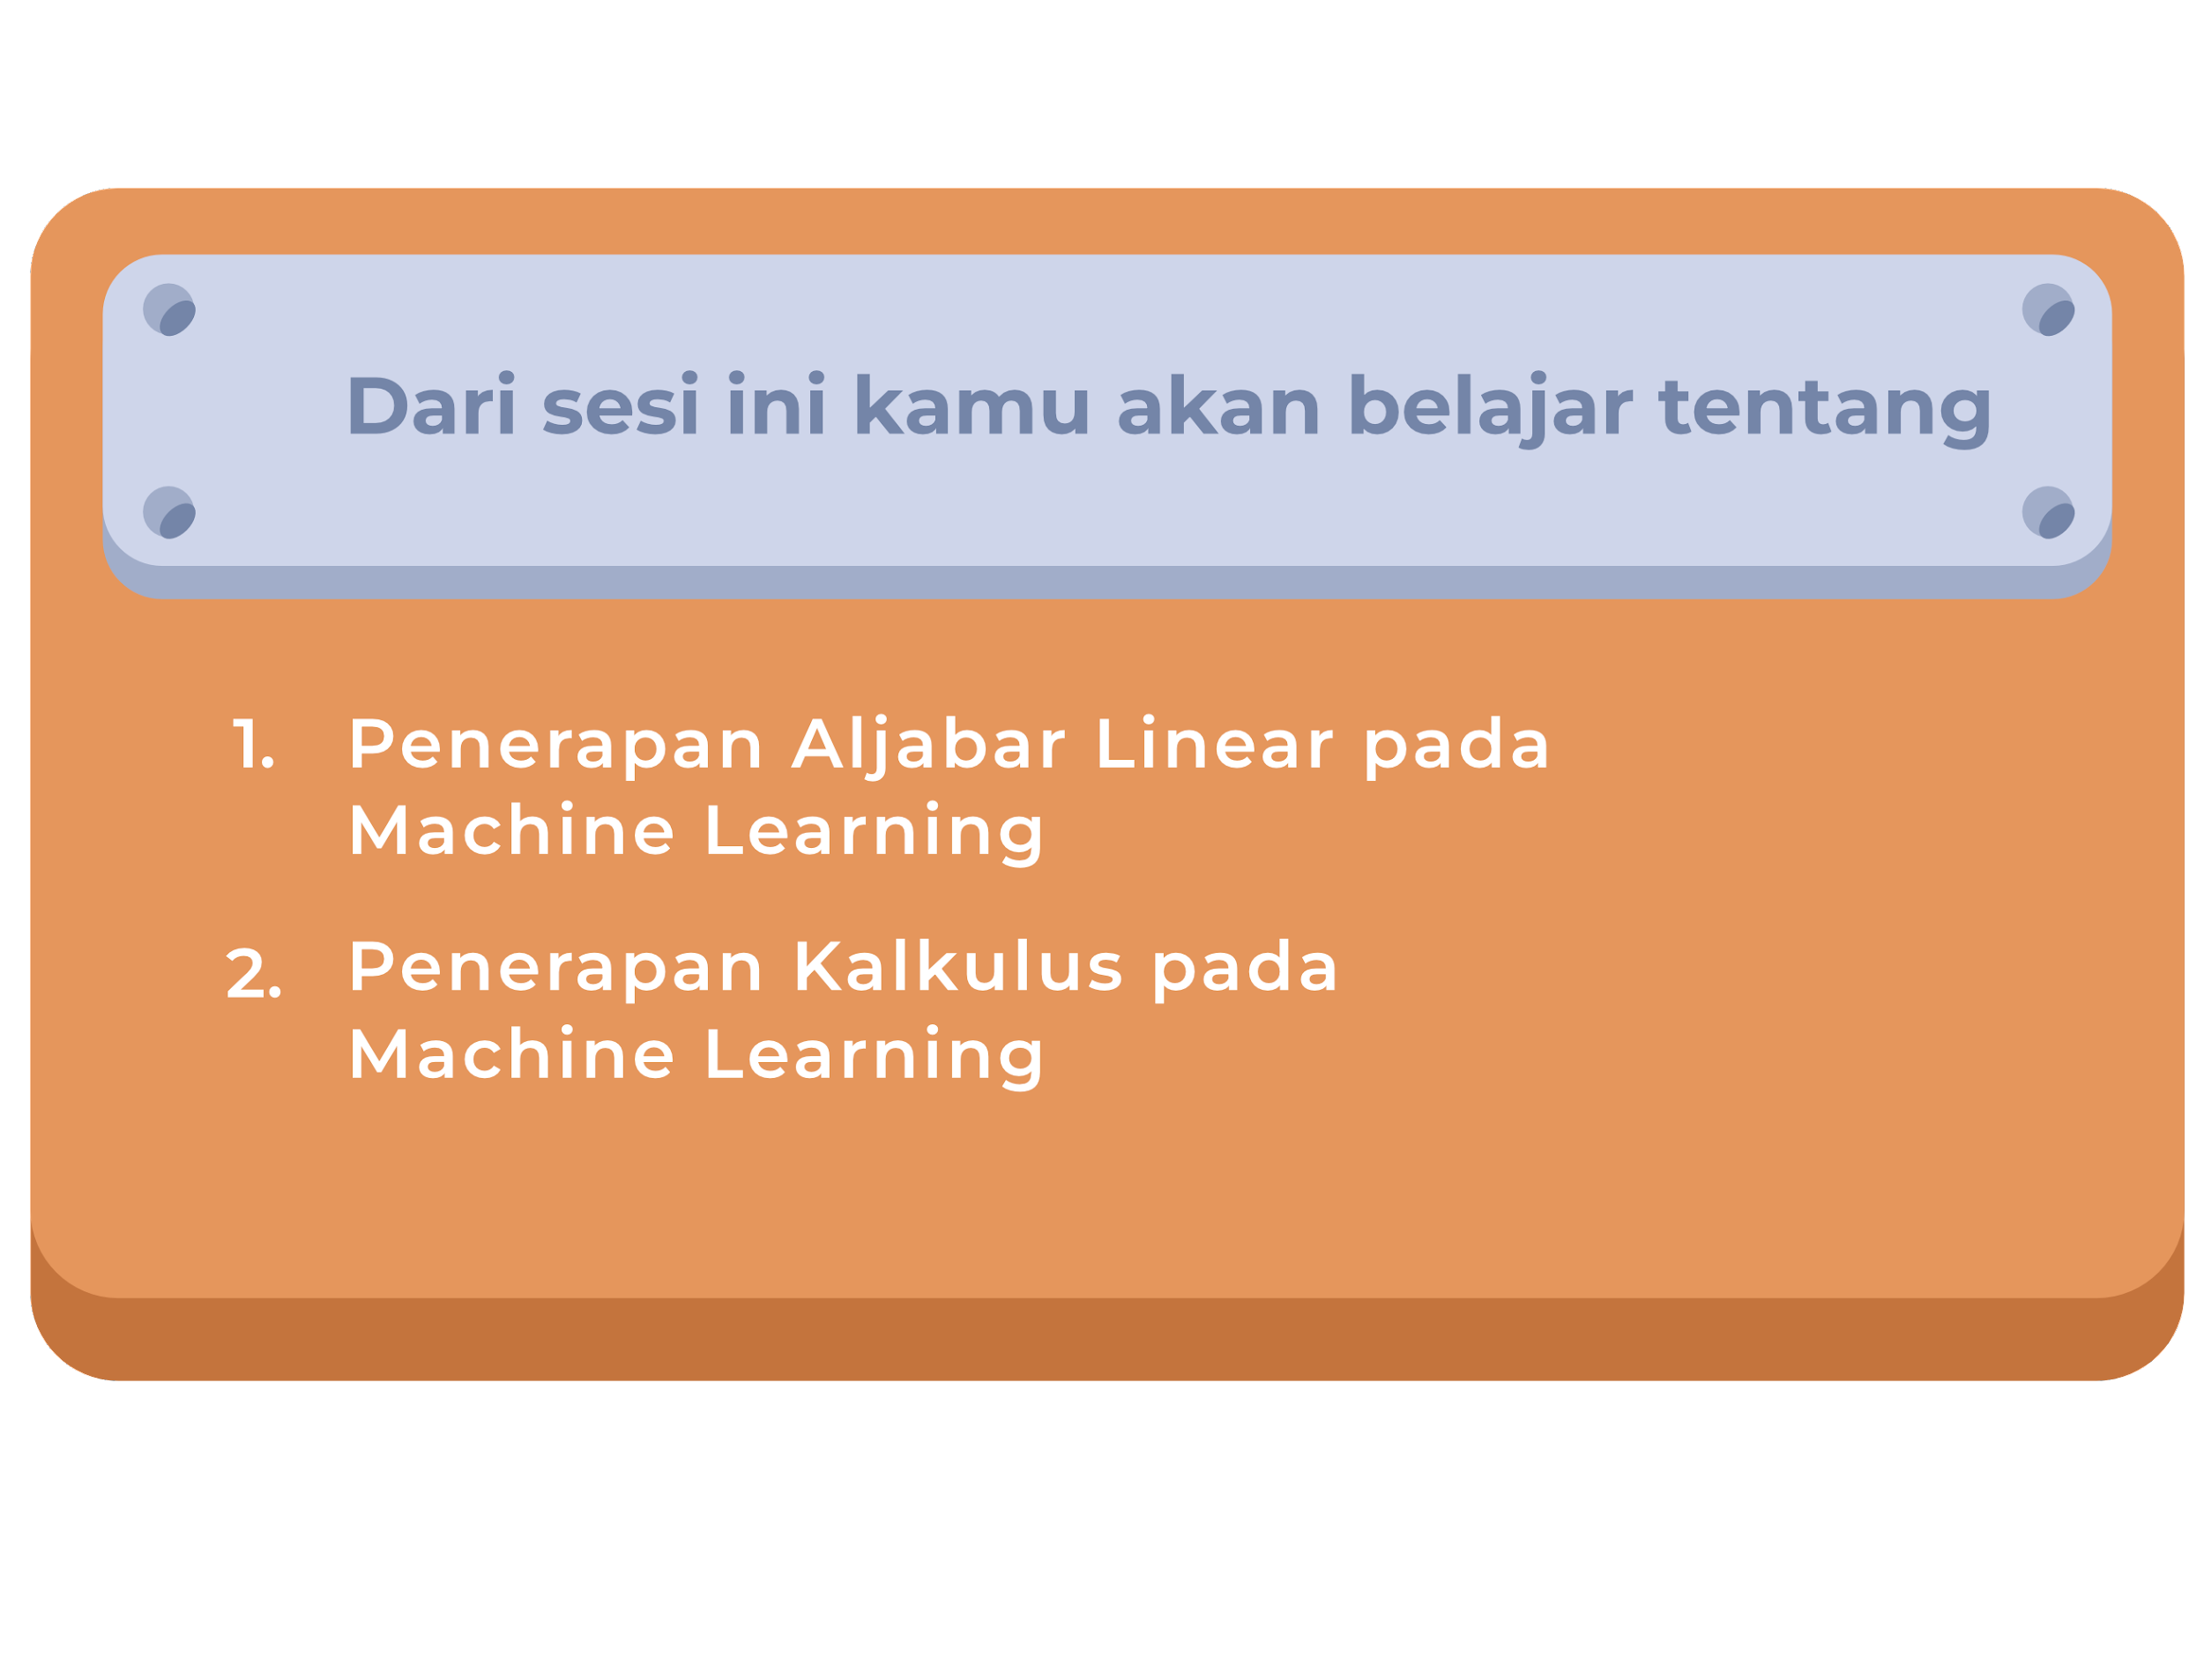 Dari sesi ini kamu akan belajar tentang
1. Penerapan Aljabar Linear pada
Machine Learning
2. Penerapan Kalkulus pada
Machine Learning